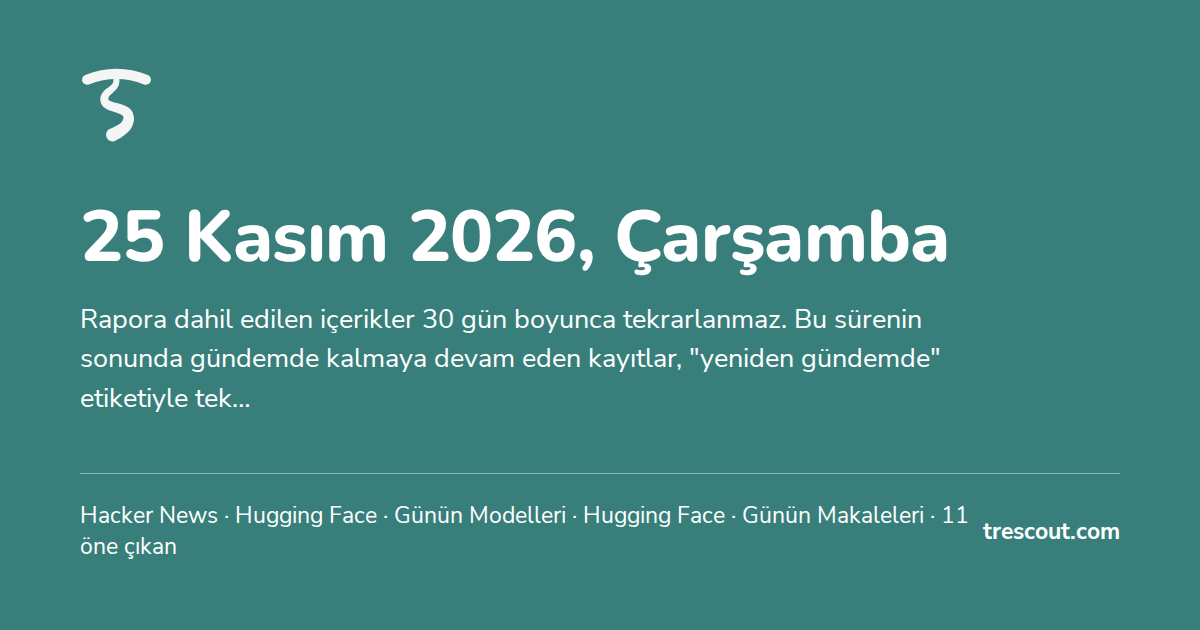 25 Kasım 2026, Çarşamba
Rapora dahil edilen içerikler 30 gün boyunca tekrarlanmaz. Bu sürenin
sonunda gündemde kalmaya devam eden kayıtlar, "yeniden gündemde"
etiketiyle tek...
Hacker News · Hugging Face · Günün Modelleri · Hugging Face · Günün Makaleleri · 11
öne çıkan
trescout.com